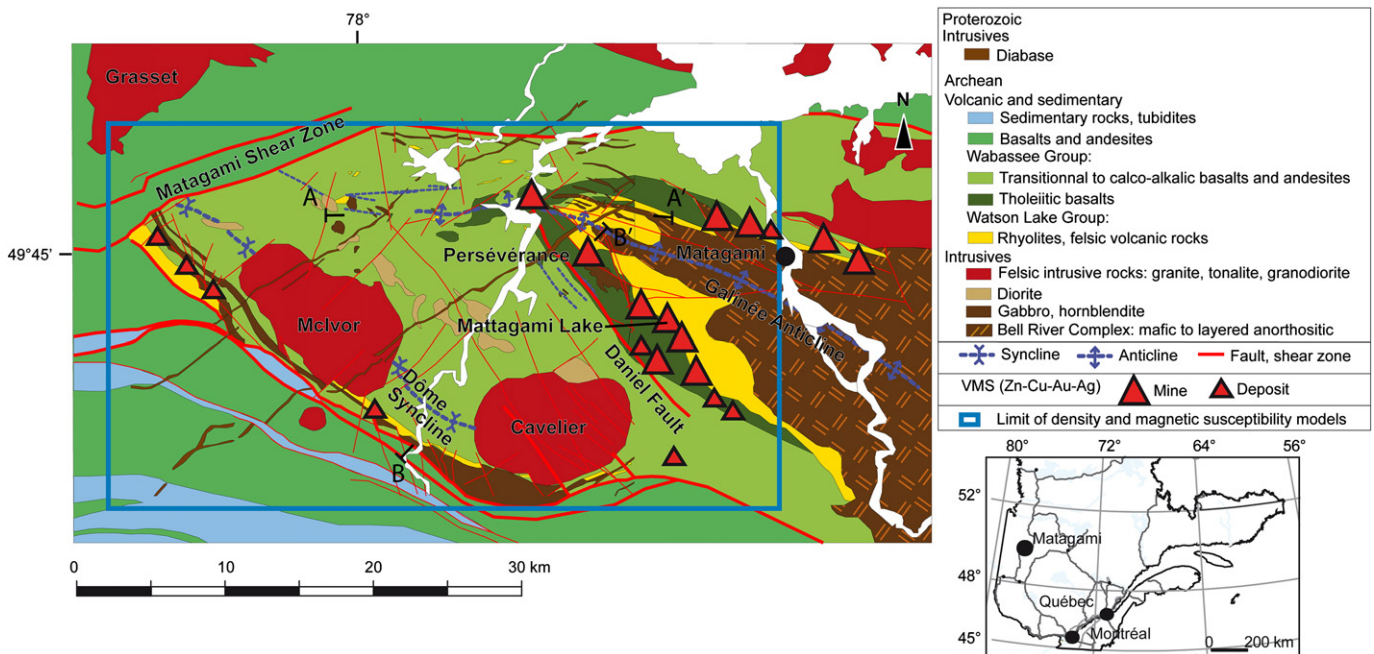 78°
49°45'
Grasset
Matagami Shear Zone
A
A'
B'
Persévérance
Matagami
McIvor
Mattagami Lake
Galinée Anticline
Dôme
Syncline
Daniel Fault
Cavelier
B
N
0 10 20 30 km
Proterozoic
Intrusives
Diabase
Archean
Volcanic and sedimentary
Sedimentary rocks, tubidites
Basalts and andesites
Wabassee Group:
Transitionnal to calco-alkalic basalts and andesites
Tholeiitic basalts
Watson Lake Group:
Rhyolites, felsic volcanic rocks
Intrusives
Felsic intrusive rocks: granite, tonalite, granodiorite
Diorite
Gabbro, hornblendite
Bell River Complex: mafic to layered anorthositic
Syncline Anticline Fault, shear zone
VMS (Zn-Cu-Au-Ag) Mine Deposit
Limit of density and magnetic susceptibility models
80° 72° 64° 56°
52°
48°
45°
Matagami
Québec
Montréal
0 200 km